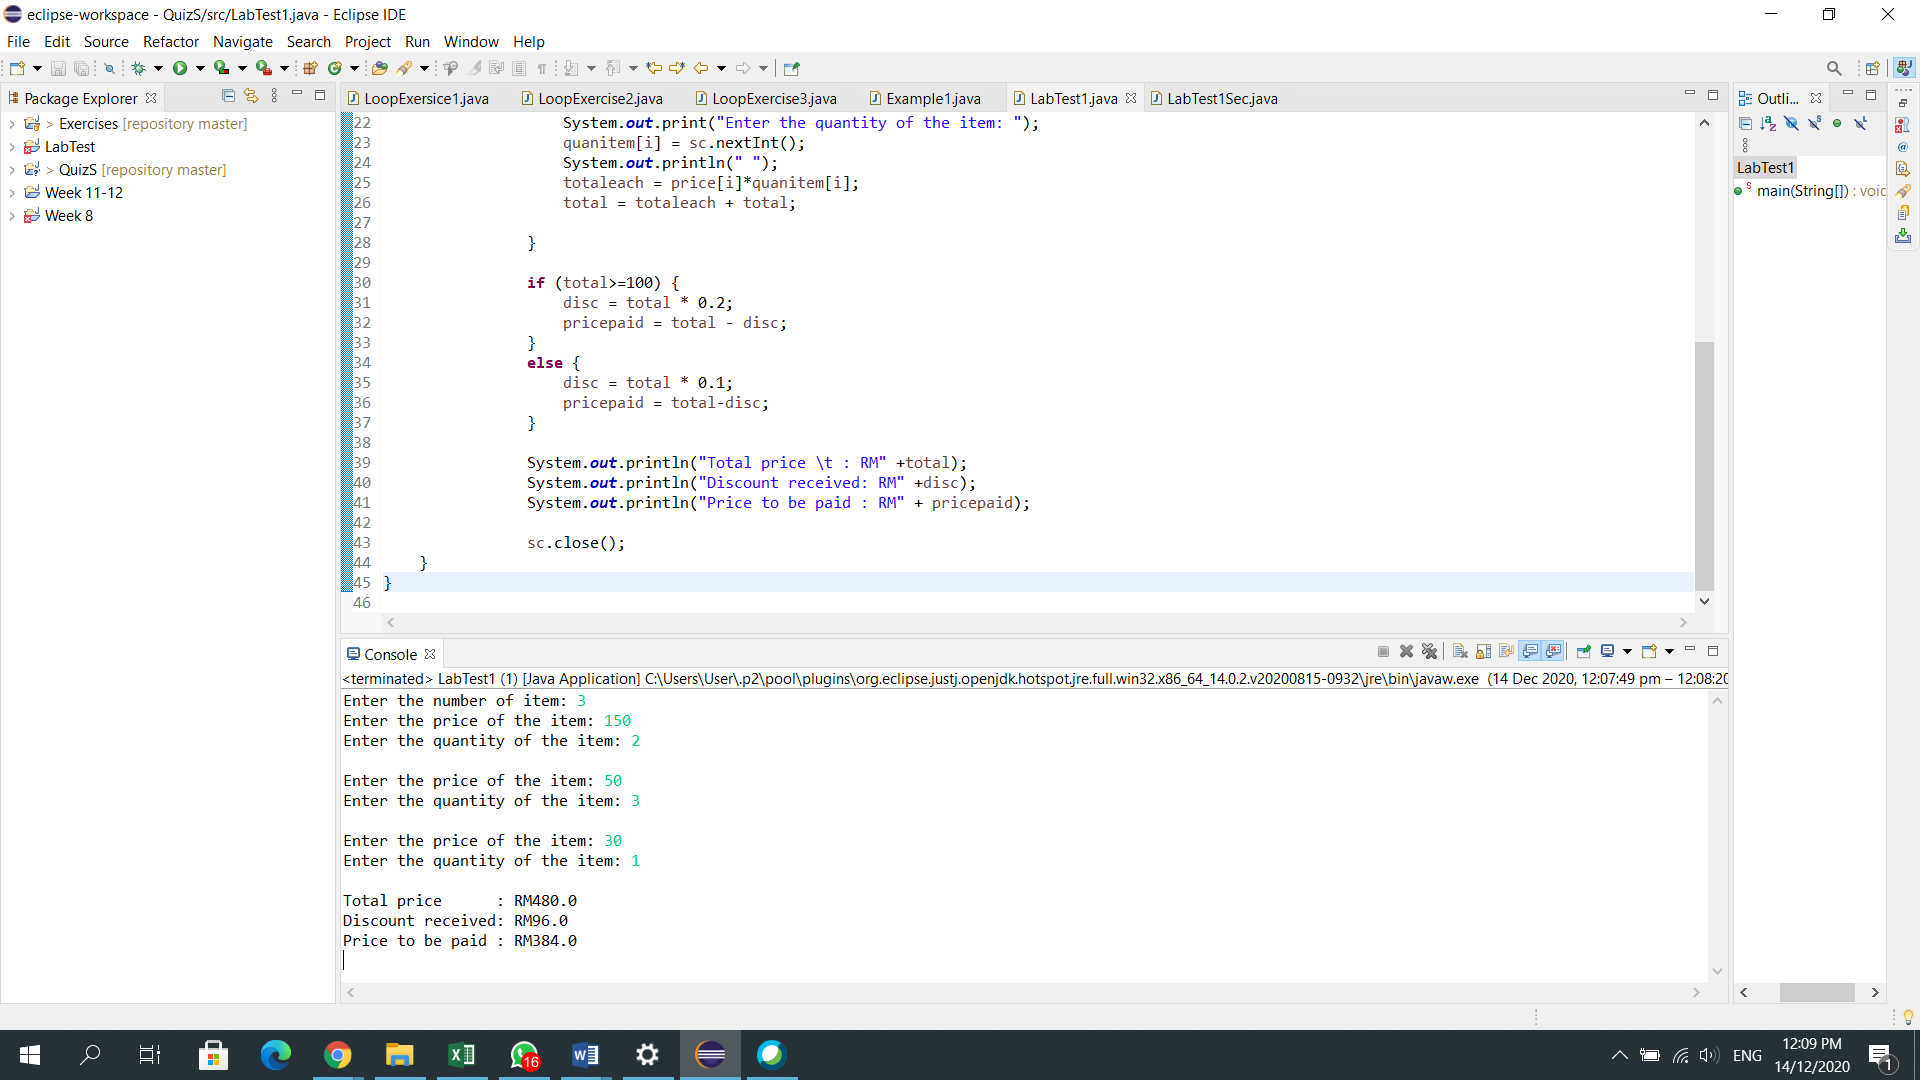 eclipse-workspace - QuizS/src/LabTest1.java - Eclipse IDE
File Edit Source Refactor Navigate Search Project Run Window Help
Package Explorer
> Exercises [repository master]
LabTest
> QuizS [repository master]
Week 11-12
Week 8
LoopExersice1.java LoopExercise2.java LoopExercise3.java Example1.java LabTest1.java LabTest1Sec.java
22 System.out.print("Enter the quantity of the item: ");
23 quanitem[i] = sc.nextInt();
24 System.out.println(" ");
25 totaleach = price[i]*quanitem[i];
26 total = totaleach + total;
27
28 }
29
30 if (total>=100) {
31 disc = total * 0.2;
32 pricepaid = total - disc;
33 }
34 else {
35 disc = total * 0.1;
36 pricepaid = total-disc;
37 }
38
39 System.out.println("Total price \t : RM" +total);
40 System.out.println("Discount received: RM" +disc);
41 System.out.println("Price to be paid : RM" + pricepaid);
42
43 sc.close();
44 }
45 }
46
Outli...
LabTest1
main(String[]) : voic
Console
<terminated> LabTest1 (1) [Java Application] C:\Users\User\.p2\pool\plugins\org.eclipse.justj.openjdk.hotspot.jre.full.win32.x86_64_14.0.2.v20200815-0932\jre\bin\javaw.exe (14 Dec 2020, 12:07:49 pm – 12:08:20
Enter the number of item: 3
Enter the price of the item: 150
Enter the quantity of the item: 2
Enter the price of the item: 50
Enter the quantity of the item: 3
Enter the price of the item: 30
Enter the quantity of the item: 1
Total price : RM480.0
Discount received: RM96.0
Price to be paid : RM384.0
16
ENG
12:09 PM
14/12/2020
1